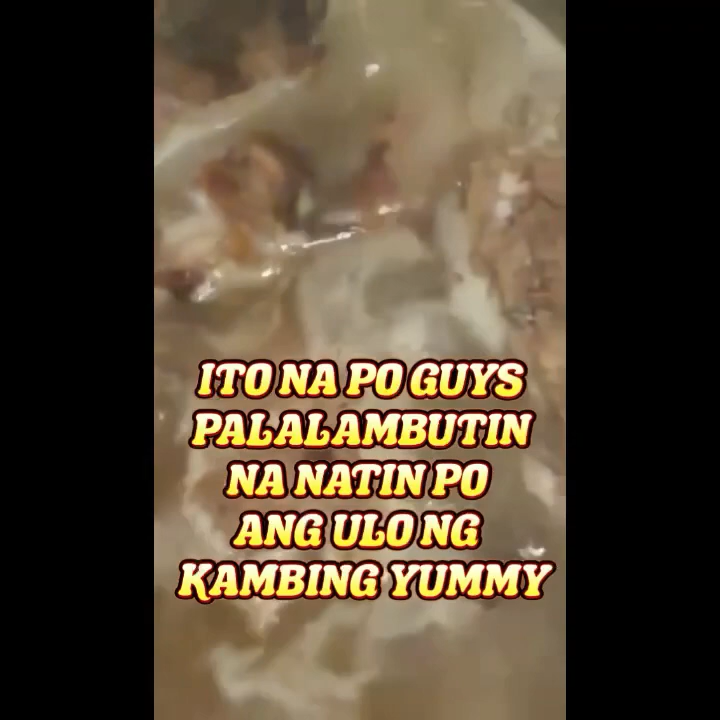 ITO NA PO GUYS
PALALAMBUTIN
NA NATIN PO
ANG ULO NG
KAMBING YUMMY